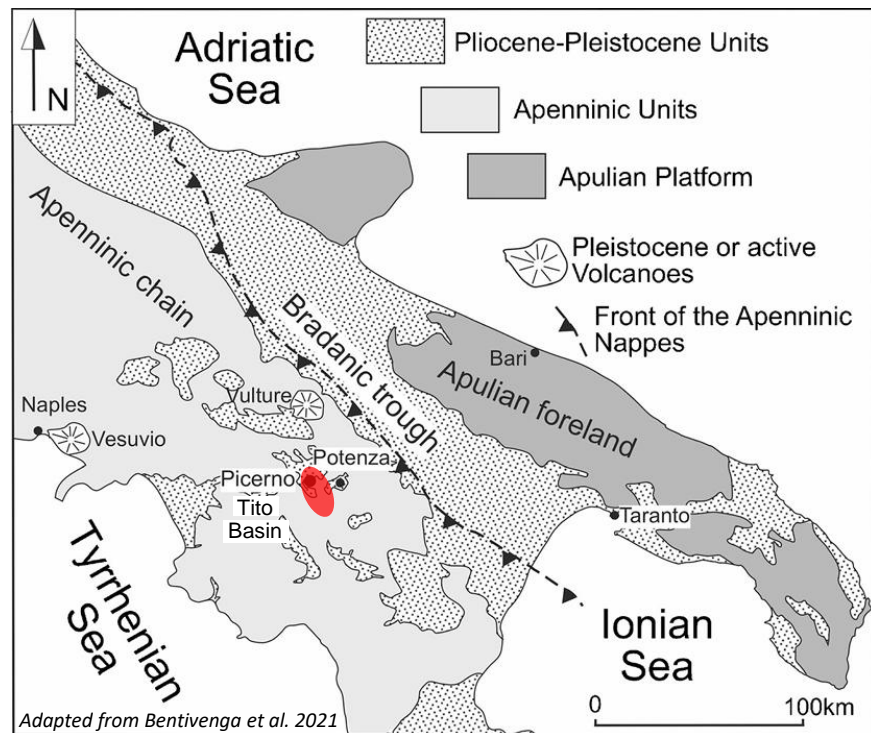 N
Adriatic
Sea
Pliocene-Pleistocene Units
Apenninic Units
Apulian Platform
Pleistocene or active
Volcanoes
Front of the Apenninic
Nappes
Apenninic chain
Bradanic trough
Bari
Apulian foreland
Naples
Vesuvio
Vulture
Potenza
Picerno
Tito
Basin
Taranto
Tyrrhenian
Sea
Ionian
Sea
0 100km
Adapted from Bentivenga et al. 2021